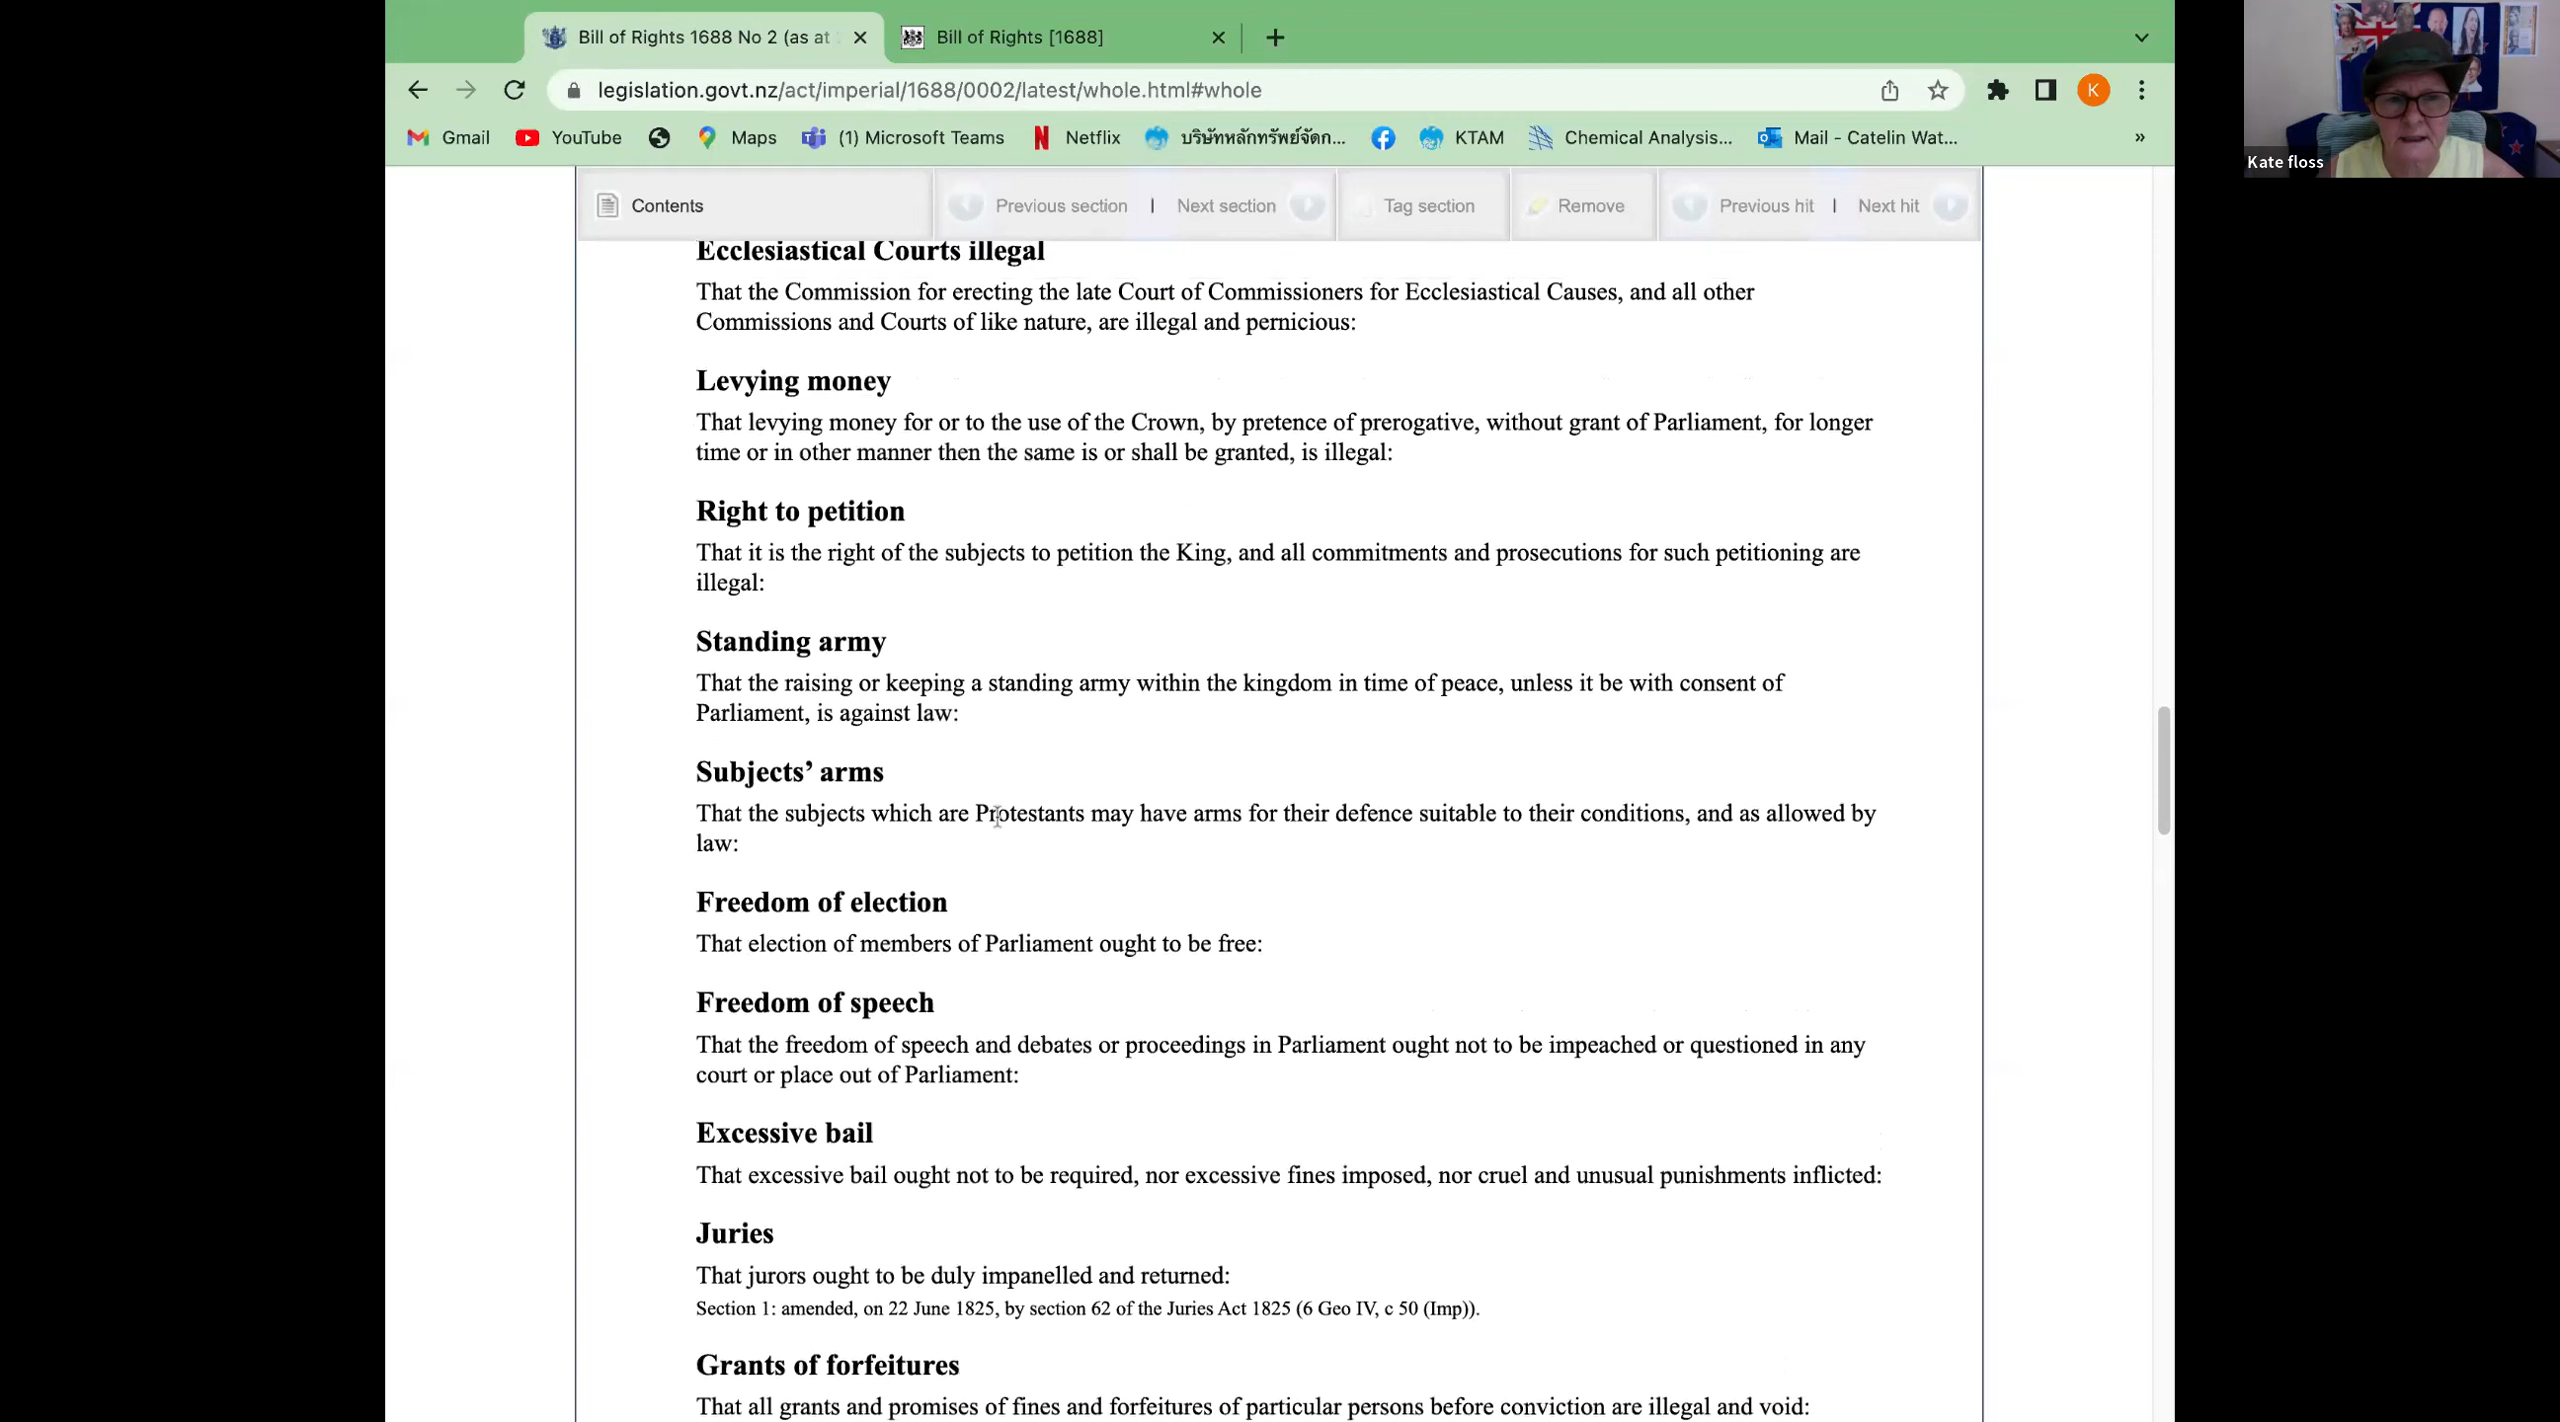 Bill of Rights 1688 No 2 (as at
Bill of Rights [1688]
legislation.govt.nz/act/imperial/1688/0002/latest/whole.html#whole
K
Gmail
YouTube
Maps
(1) Microsoft Teams
Netflix
บริษัทหลักทรัพย์จัดก...
KTAM
Chemical Analysis...
Mail - Catelin Wat...
»
Kate floss
Contents
Previous section | Next section
Tag section
Remove
Previous hit | Next hit
Ecclesiastical Courts illegal
That the Commission for erecting the late Court of Commissioners for Ecclesiastical Causes, and all other
Commissions and Courts of like nature, are illegal and pernicious:
Levying money
That levying money for or to the use of the Crown, by pretence of prerogative, without grant of Parliament, for longer
time or in other manner then the same is or shall be granted, is illegal:
Right to petition
That it is the right of the subjects to petition the King, and all commitments and prosecutions for such petitioning are
illegal:
Standing army
That the raising or keeping a standing army within the kingdom in time of peace, unless it be with consent of
Parliament, is against law:
Subjects’ arms
That the subjects which are Protestants may have arms for their defence suitable to their conditions, and as allowed by
law:
Freedom of election
That election of members of Parliament ought to be free:
Freedom of speech
That the freedom of speech and debates or proceedings in Parliament ought not to be impeached or questioned in any
court or place out of Parliament:
Excessive bail
That excessive bail ought not to be required, nor excessive fines imposed, nor cruel and unusual punishments inflicted:
Juries
That jurors ought to be duly impanelled and returned:
Section 1: amended, on 22 June 1825, by section 62 of the Juries Act 1825 (6 Geo IV, c 50 (Imp)).
Grants of forfeitures
That all grants and promises of fines and forfeitures of particular persons before conviction are illegal and void: